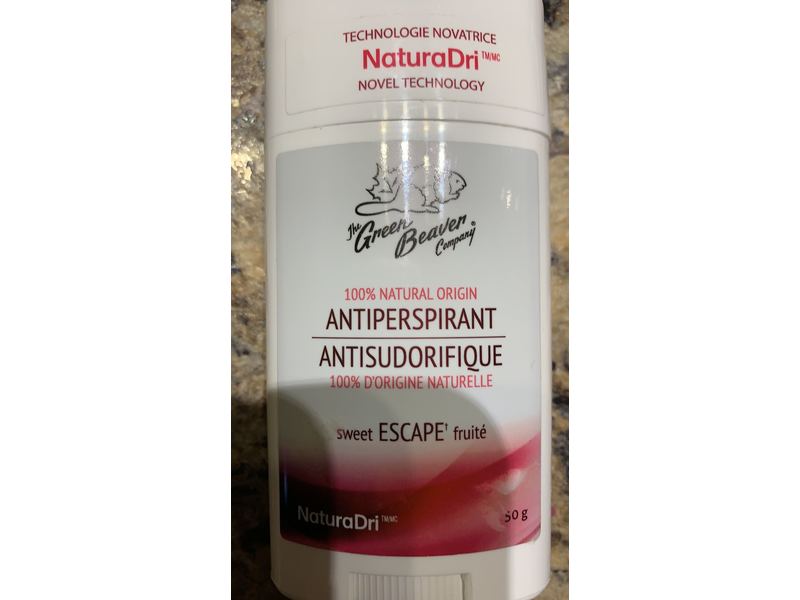 TECHNOLOGIE NOVATRICE
NaturaDri TM/MC
NOVEL TECHNOLOGY
The Green Beaver Company®
100% NATURAL ORIGIN
ANTIPERSPIRANT
ANTISUDORIFIQUE
100% D'ORIGINE NATURELLE
sweet ESCAPE† fruité
NaturaDri TM/MC
50 g